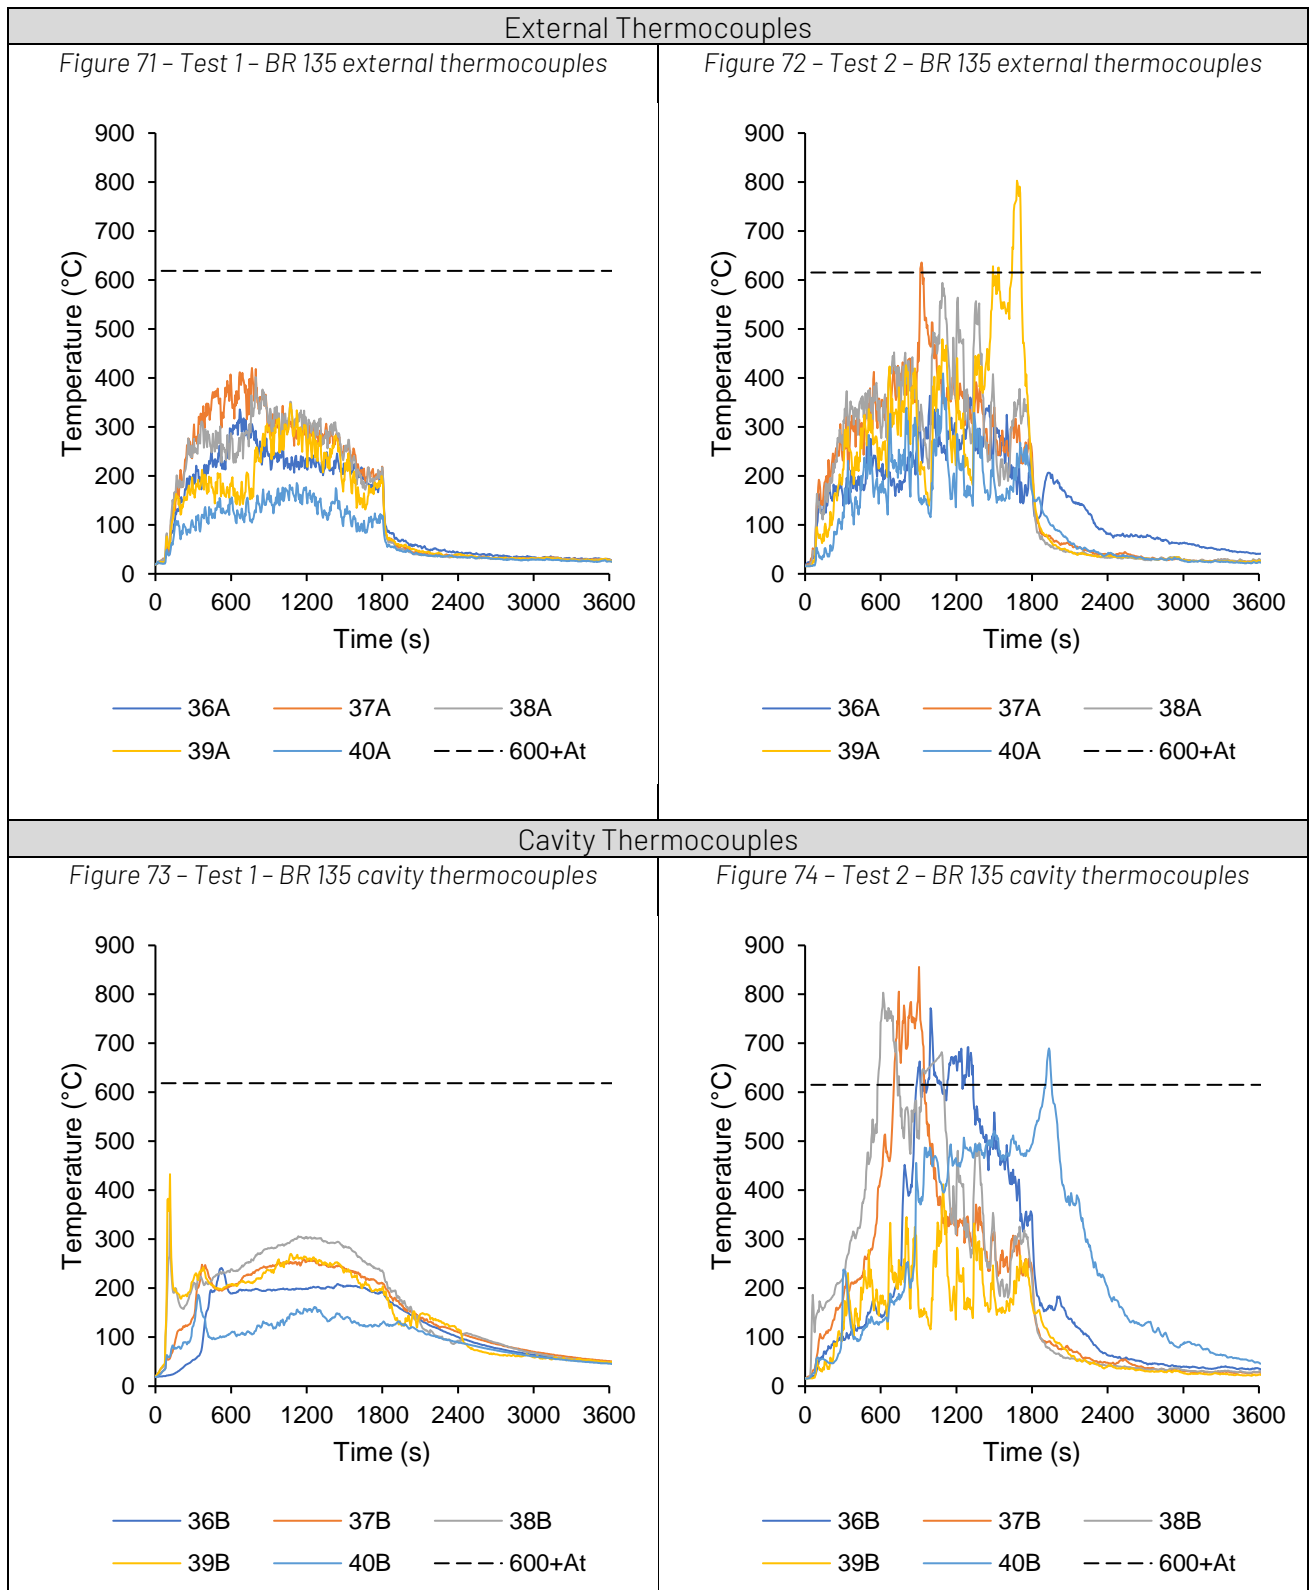 External Thermocouples
Figure 71 – Test 1 – BR 135 external thermocouples
900
800
700
600
500
400
300
200
100
0
Temperature (°C)
0 600 1200 1800 2400 3000 3600
Time (s)
36A 37A 38A
39A 40A 600+At
Figure 72 – Test 2 – BR 135 external thermocouples
900
800
700
600
500
400
300
200
100
0
Temperature (°C)
0 600 1200 1800 2400 3000 3600
Time (s)
36A 37A 38A
39A 40A 600+At
Cavity Thermocouples
Figure 73 – Test 1 – BR 135 cavity thermocouples
900
800
700
600
500
400
300
200
100
0
Temperature (°C)
0 600 1200 1800 2400 3000 3600
Time (s)
36B 37B 38B
39B 40B 600+At
Figure 74 – Test 2 – BR 135 cavity thermocouples
900
800
700
600
500
400
300
200
100
0
Temperature (°C)
0 600 1200 1800 2400 3000 3600
Time (s)
36B 37B 38B
39B 40B 600+At